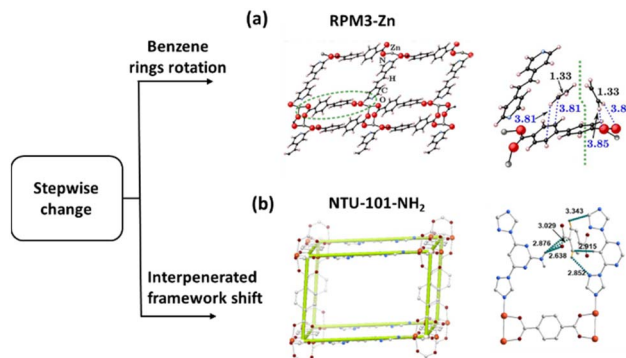 (a) RPM3-Zn
Benzene
rings rotation
Zn
N
H
C
O
1.33
1.33
3.81
3.81
3.8
3.85
Stepwise
change
(b) NTU-101-NH₂
Interpenerated
framework shift
3.343
3.029
2.876
2.915
2.638
2.852